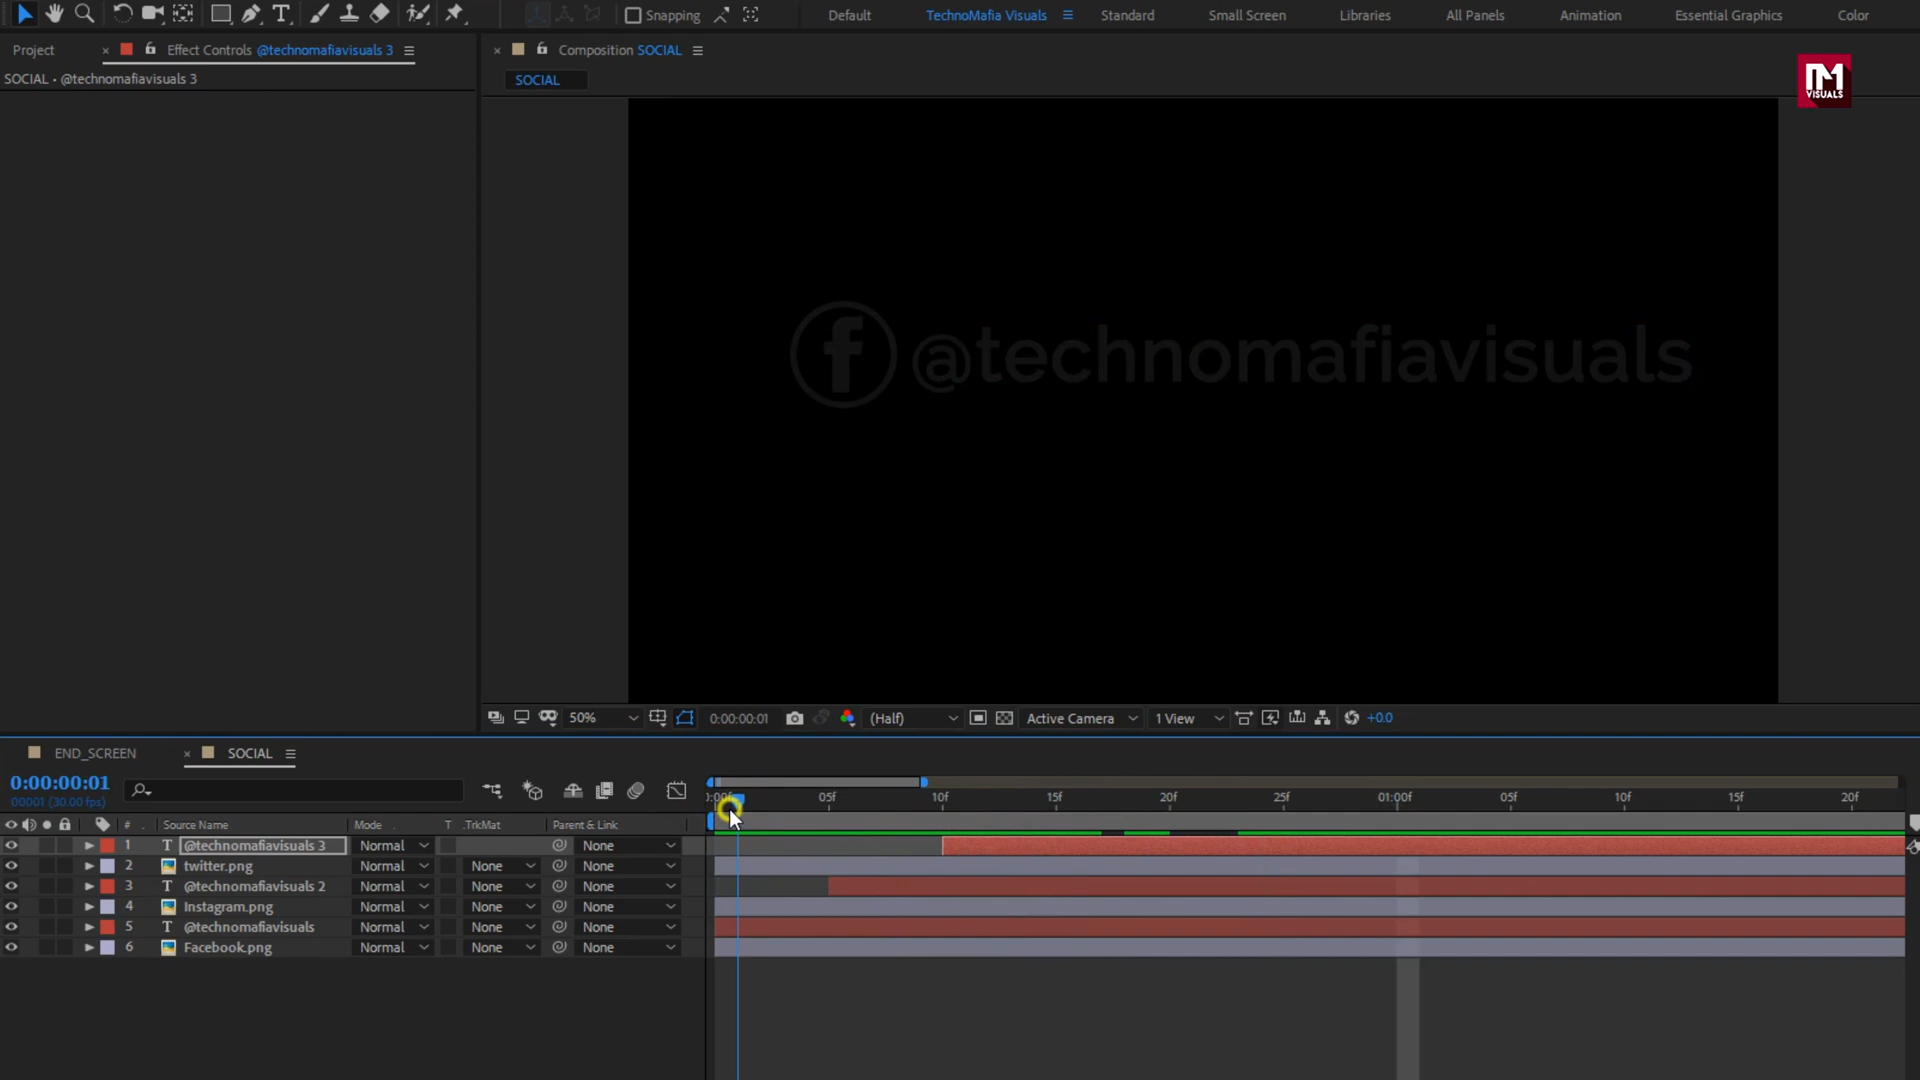 Snapping
Default
TechnoMafia Visuals
Standard
Small Screen
Libraries
All Panels
Animation
Essential Graphics
Color
Project
Effect Controls @technomafiavisuals 3
Composition SOCIAL
SOCIAL • @technomafiavisuals 3
SOCIAL
VISUALS
@technomafiavisuals
50%
0:00:00:01
(Half)
Active Camera
1 View
+0.0
END_SCREEN
SOCIAL
0:00:00:01
00001 (30.00 fps)
05f 10f 15f 20f 25f 01:00f 05f 10f 15f 20f
# Source Name Mode T .TrkMat Parent & Link
1 T @technomafiavisuals 3 Normal None
2 twitter.png Normal None None
3 T @technomafiavisuals 2 Normal None None
4 Instagram.png Normal None None
5 T @technomafiavisuals Normal None None
6 Facebook.png Normal None None